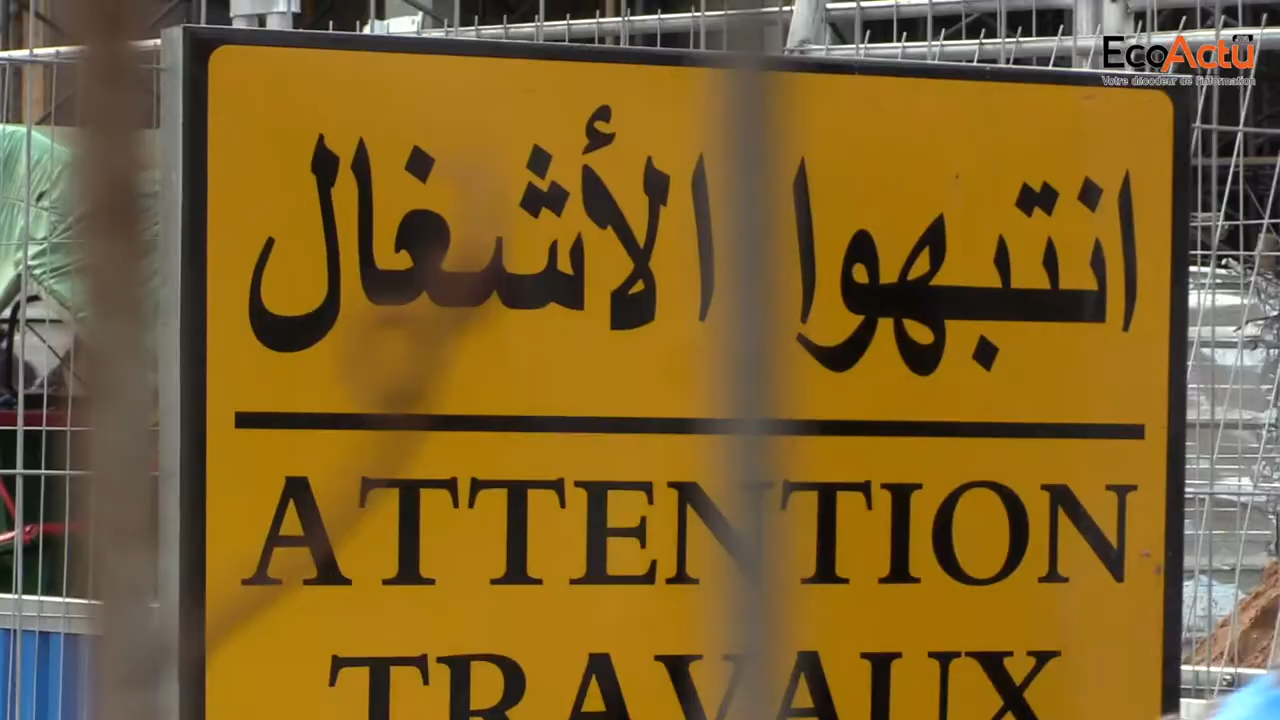 EcoActu
Votre décodeur de l'information
انتبهوا الأشغال
ATTENTION
TRAVAUX